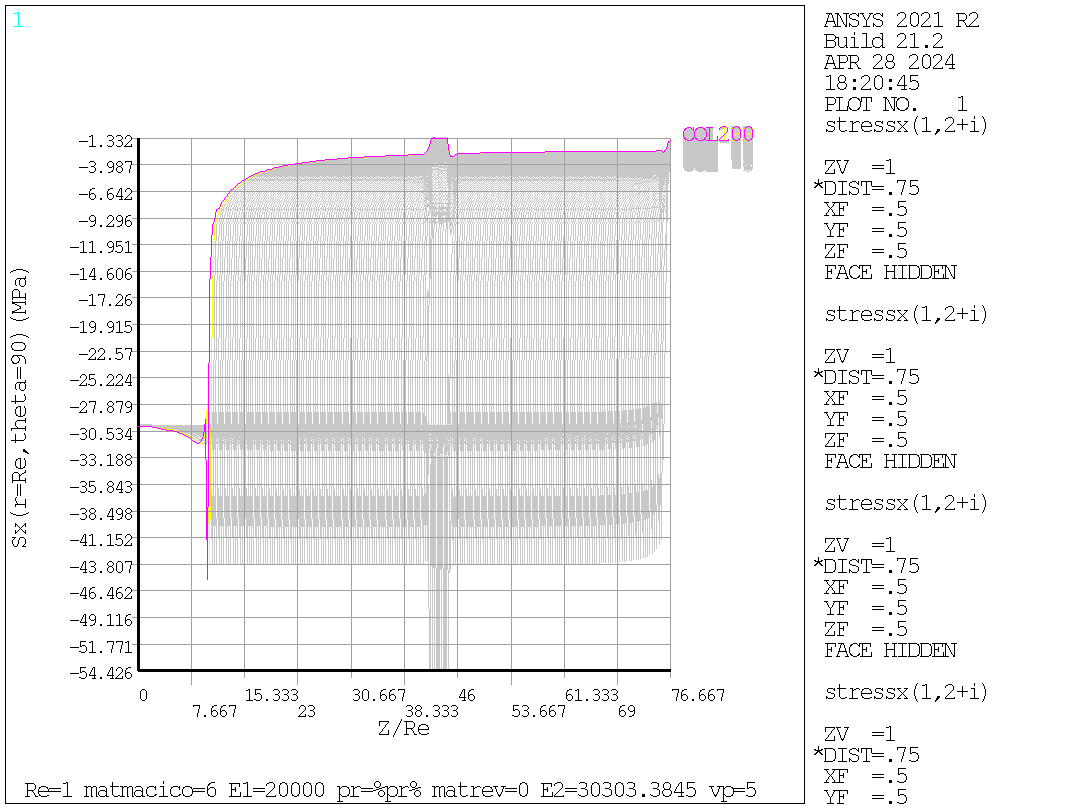 1
ANSYS 2021 R2
Build 21.2
APR 28 2024
18:20:45
PLOT NO. 1
stressx(1,2+i)
ZV =1
*DIST=.75
XF =.5
YF =.5
ZF =.5
FACE HIDDEN
stressx(1,2+i)
ZV =1
*DIST=.75
XF =.5
YF =.5
ZF =.5
FACE HIDDEN
stressx(1,2+i)
ZV =1
*DIST=.75
XF =.5
YF =.5
ZF =.5
FACE HIDDEN
stressx(1,2+i)
ZV =1
*DIST=.75
XF =.5
YF =.5
COL200
-1.332
-3.987
-6.642
-9.296
-11.951
-14.606
-17.26
-19.915
-22.57
-25.224
-27.879
-30.534
-33.188
-35.843
-38.498
-41.152
-43.807
-46.462
-49.116
-51.771
-54.426
Sx(r=Re,theta=90)(MPa)
0 15.333 30.667 46 61.333 76.667
7.667 23 38.333 53.667 69
Z/Re
Re=1 matmacico=6 E1=20000 pr=%pr% matrev=0 E2=30303.3845 vp=5